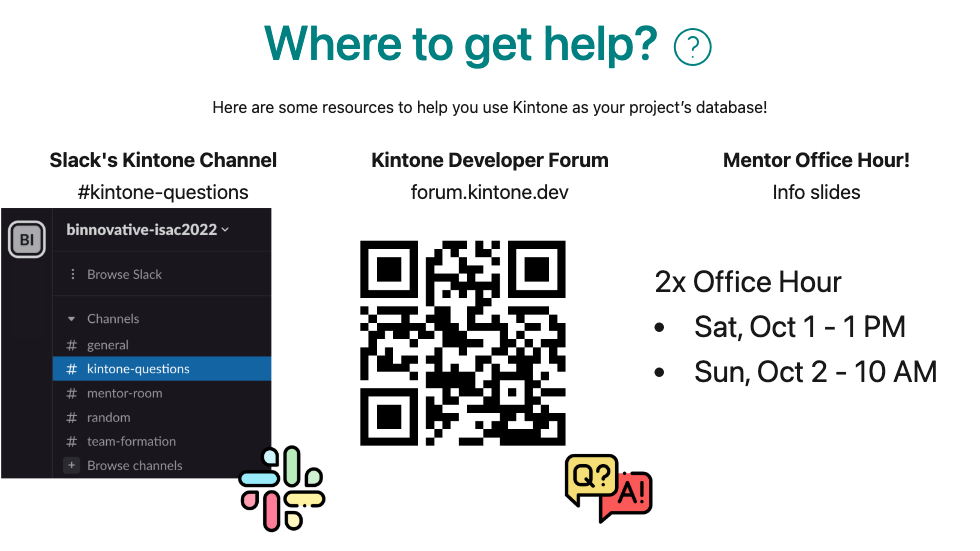 Where to get help? ?
Here are some resources to help you use Kintone as your project's database!
Slack's Kintone Channel
#kintone-questions
BI
binnovative-isac2022
Browse Slack
Channels
# general
# kintone-questions
# mentor-room
# random
# team-formation
+ Browse channels
Kintone Developer Forum
forum.kintone.dev
Q?
A!
Mentor Office Hour!
Info slides
2x Office Hour
• Sat, Oct 1 - 1 PM
• Sun, Oct 2 - 10 AM